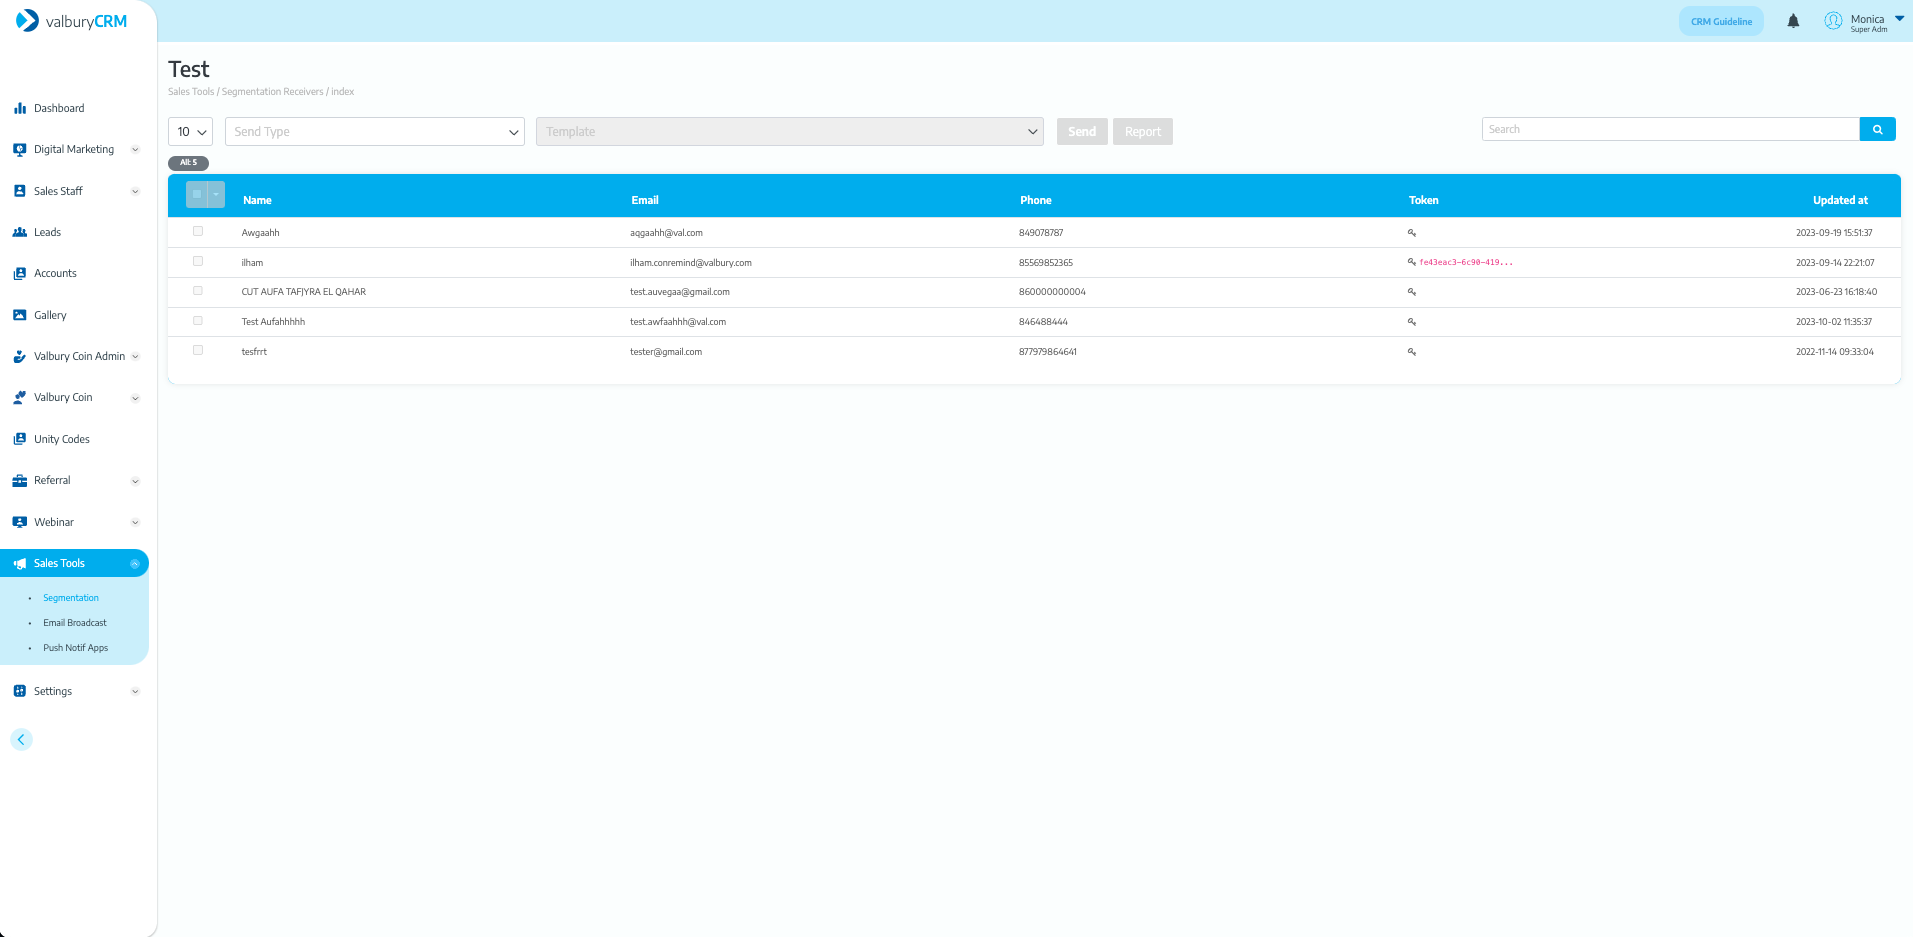 valburyCRM
CRM Guideline
Monica
Super Adm
Dashboard
Digital Marketing
Sales Staff
Leads
Accounts
Gallery
Valbury Coin Admin
Valbury Coin
Unity Codes
Referral
Webinar
Sales Tools
Segmentation
Email Broadcast
Push Notif Apps
Settings
Test
Sales Tools / Segmentation Receivers / index
10 Send Type Template Send Report Search
All: 5
Name Email Phone Token Updated at
Awgaahh aqgaahh@val.com 849078787 2023-09-19 15:51:37
ilham ilham.conremind@valbury.com 85569852365 fe43eac3-6c90-419... 2023-09-14 22:21:07
CUT AUFA TAFJYRA EL QAHAR test.auvegaa@gmail.com 860000000004 2023-06-23 16:18:40
Test Aufahhhhh test.awfaahhh@val.com 846488444 2023-10-02 11:35:37
tesfrrt tester@gmail.com 877979864641 2022-11-14 09:33:04